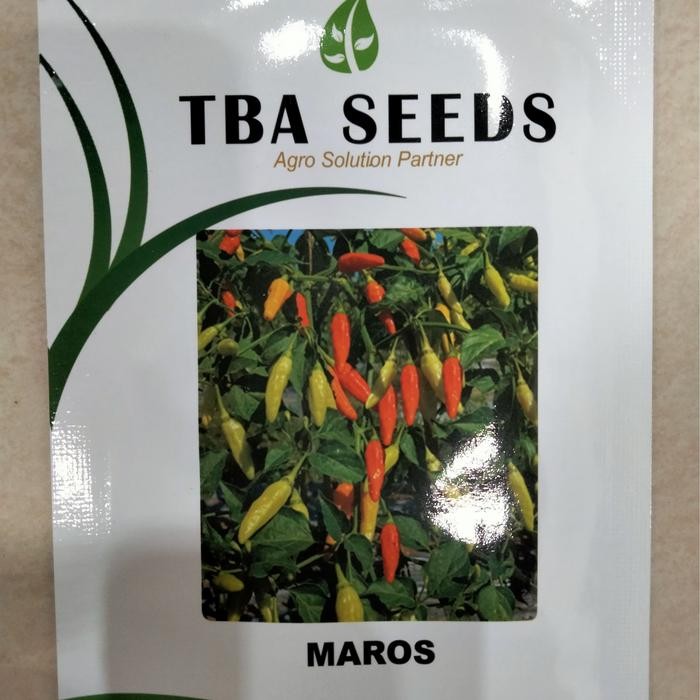 TBA SEEDS
Agro Solution Partner
MAROS